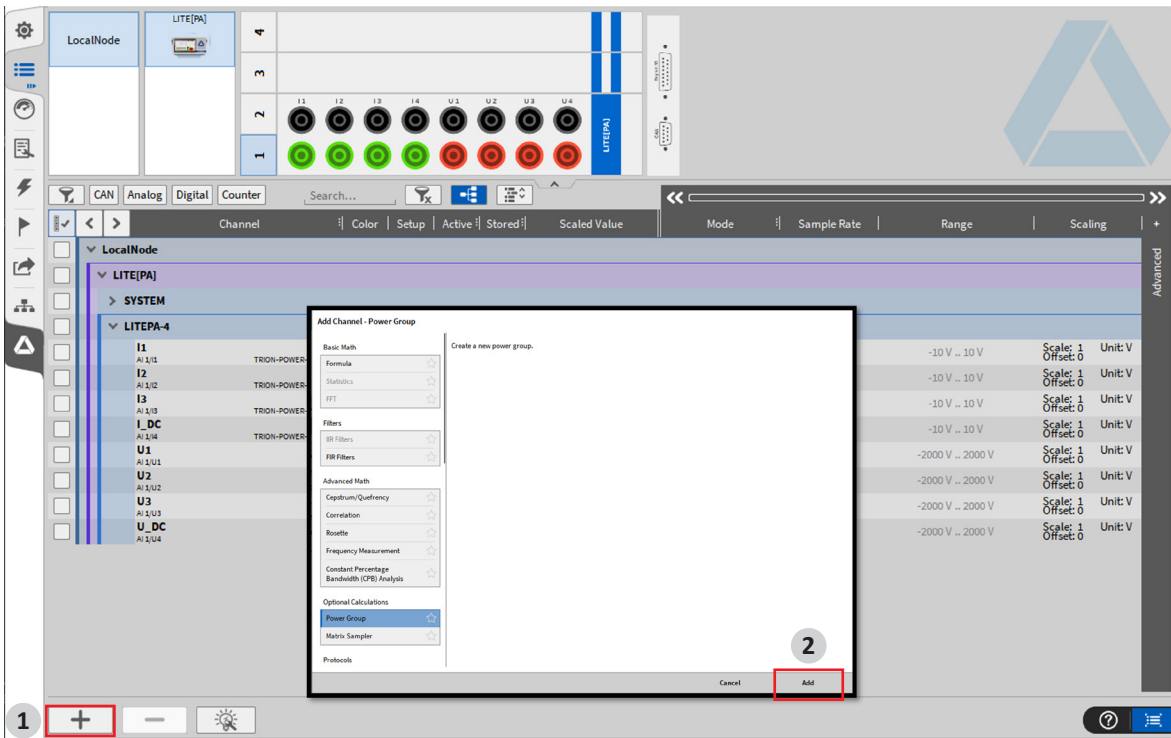 LocalNode
LITE[PA]
4
3
2
1
I1 I2 I3 I4 U1 U2 U3 U4
LITE[PA]
CAN
CAN Analog Digital Counter Search...
Channel Color Setup Active Stored Scaled Value Mode Sample Rate Range Scaling +
Advanced
LocalNode
LITE[PA]
SYSTEM
LITEPA-4
I1
AI 1/I1 TRION-POWER- -10 V .. 10 V Scale: 1 Unit: V
Offset: 0
I2
AI 1/I2 TRION-POWER- -10 V .. 10 V Scale: 1 Unit: V
Offset: 0
I3
AI 1/I3 TRION-POWER- -10 V .. 10 V Scale: 1 Unit: V
Offset: 0
I_DC
AI 1/I4 TRION-POWER- -10 V .. 10 V Scale: 1 Unit: V
Offset: 0
U1
AI 1/U1 -2000 V .. 2000 V Scale: 1 Unit: V
Offset: 0
U2
AI 1/U2 -2000 V .. 2000 V Scale: 1 Unit: V
Offset: 0
U3
AI 1/U3 -2000 V .. 2000 V Scale: 1 Unit: V
Offset: 0
U_DC
AI 1/U4 -2000 V .. 2000 V Scale: 1 Unit: V
Offset: 0
Add Channel - Power Group
Basic Math
Formula
Statistics
FFT
Filters
IIR Filters
FIR Filters
Advanced Math
Cepstrum/Quefrency
Correlation
Rosette
Frequency Measurement
Constant Percentage
Bandwidth (CPB) Analysis
Optional Calculations
Power Group
Matrix Sampler
Protocols
Create a new power group.
2
Cancel Add
1